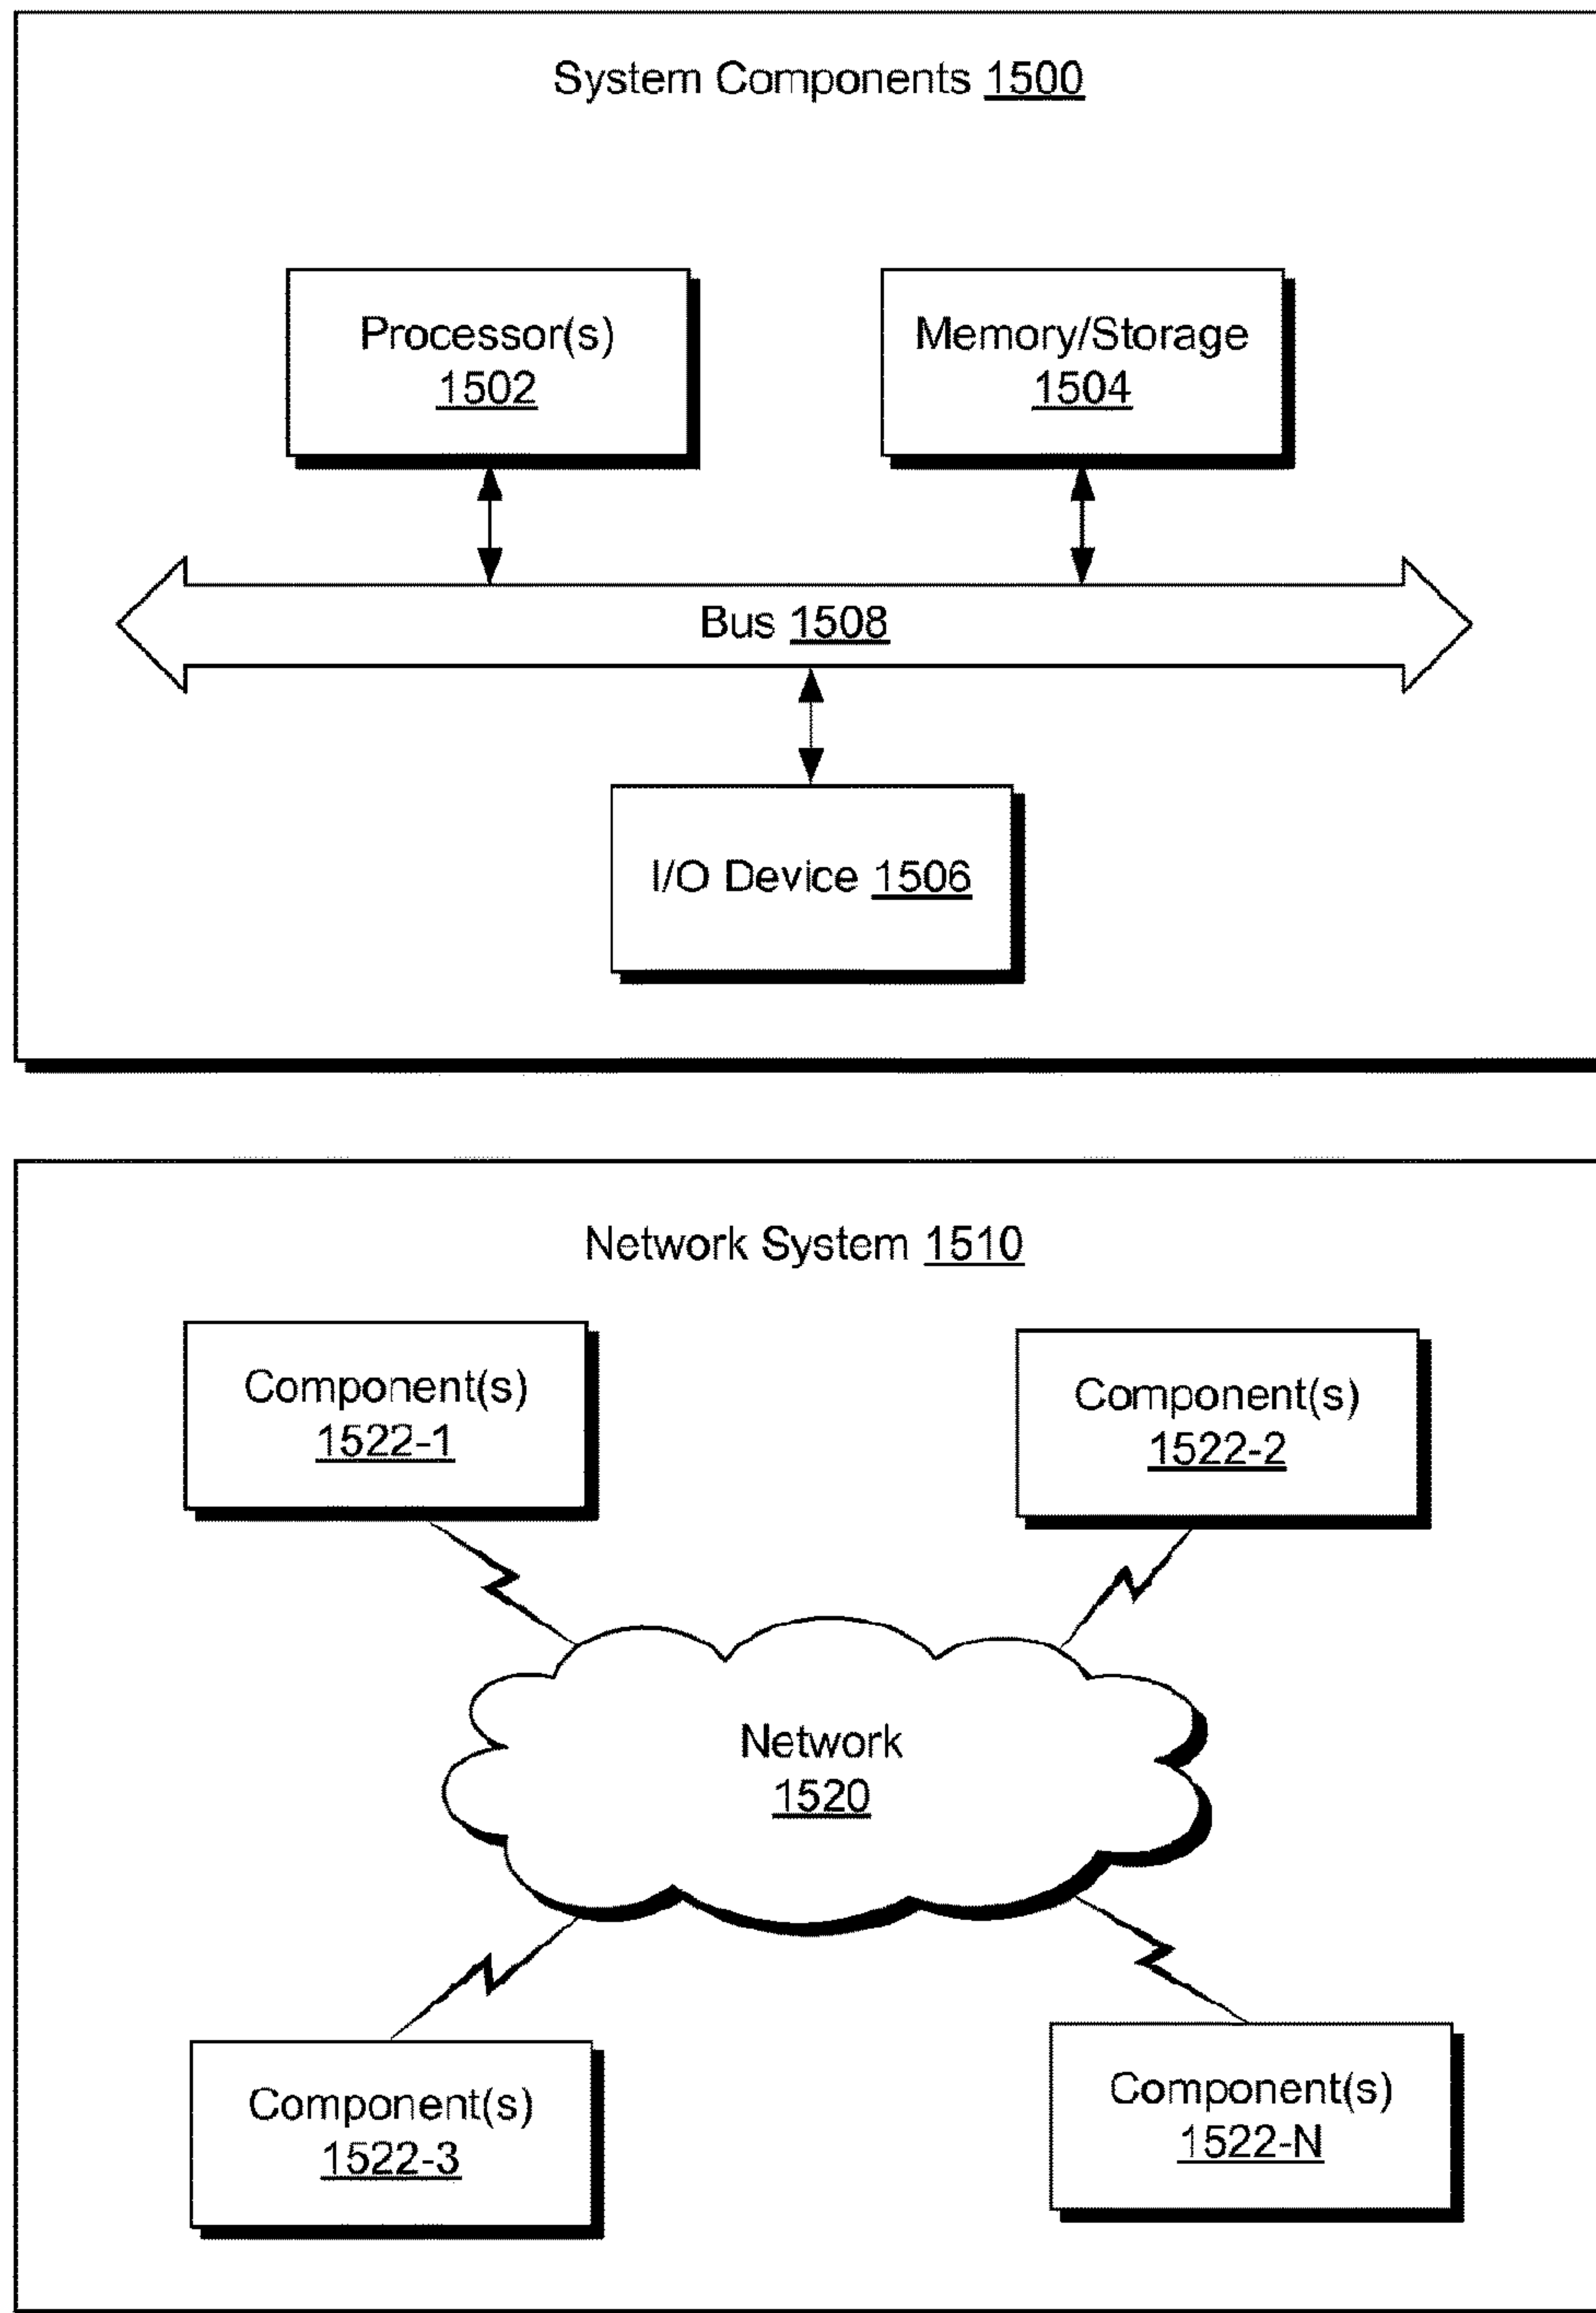 System Components 1500
Processor(s)
1502
Memory/Storage
1504
Bus 1508
I/O Device 1506
Network System 1510
Component(s)
1522-1
Component(s)
1522-2
Network
1520
Component(s)
1522-3
Component(s)
1522-N